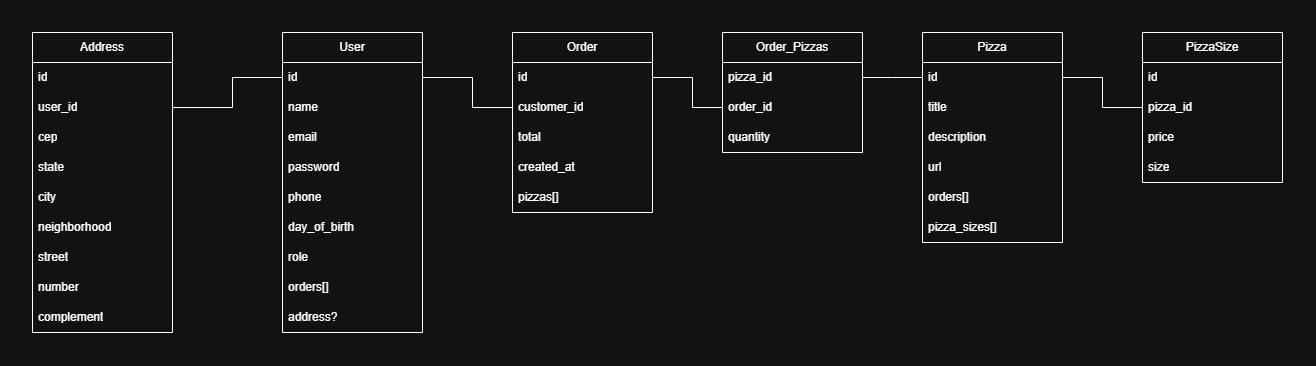 Address
id
user_id
cep
state
city
neighborhood
street
number
complement
User
id
name
email
password
phone
day_of_birth
role
orders[]
address?
Order
id
customer_id
total
created_at
pizzas[]
Order_Pizzas
pizza_id
order_id
quantity
Pizza
id
title
description
url
orders[]
pizza_sizes[]
PizzaSize
id
pizza_id
price
size